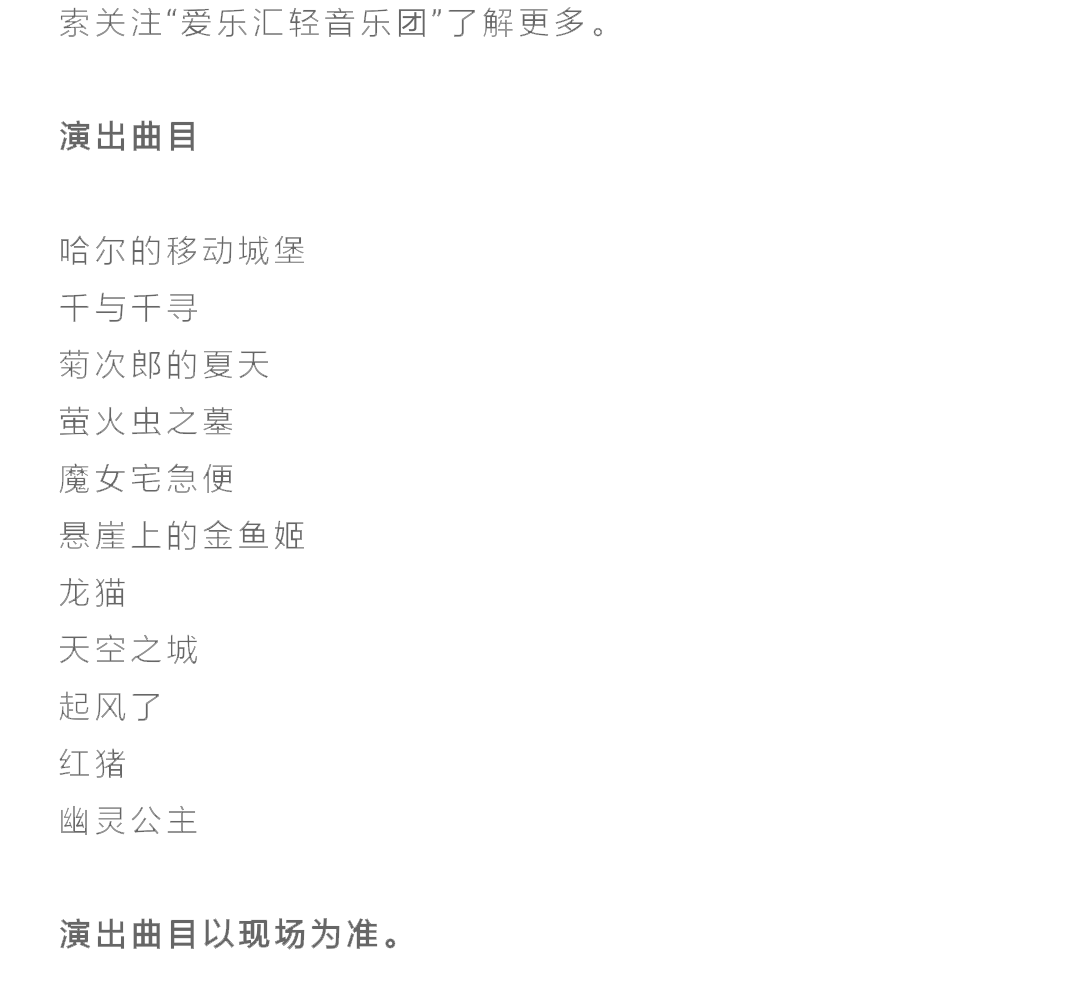 索关注“爱乐汇轻音乐团”了解更多。
演出曲目
哈尔的移动城堡
千与千寻
菊次郎的夏天
萤火虫之墓
魔女宅急便
悬崖上的金鱼姬
龙猫
天空之城
起风了
红猪
幽灵公主
演出曲目以现场为准。